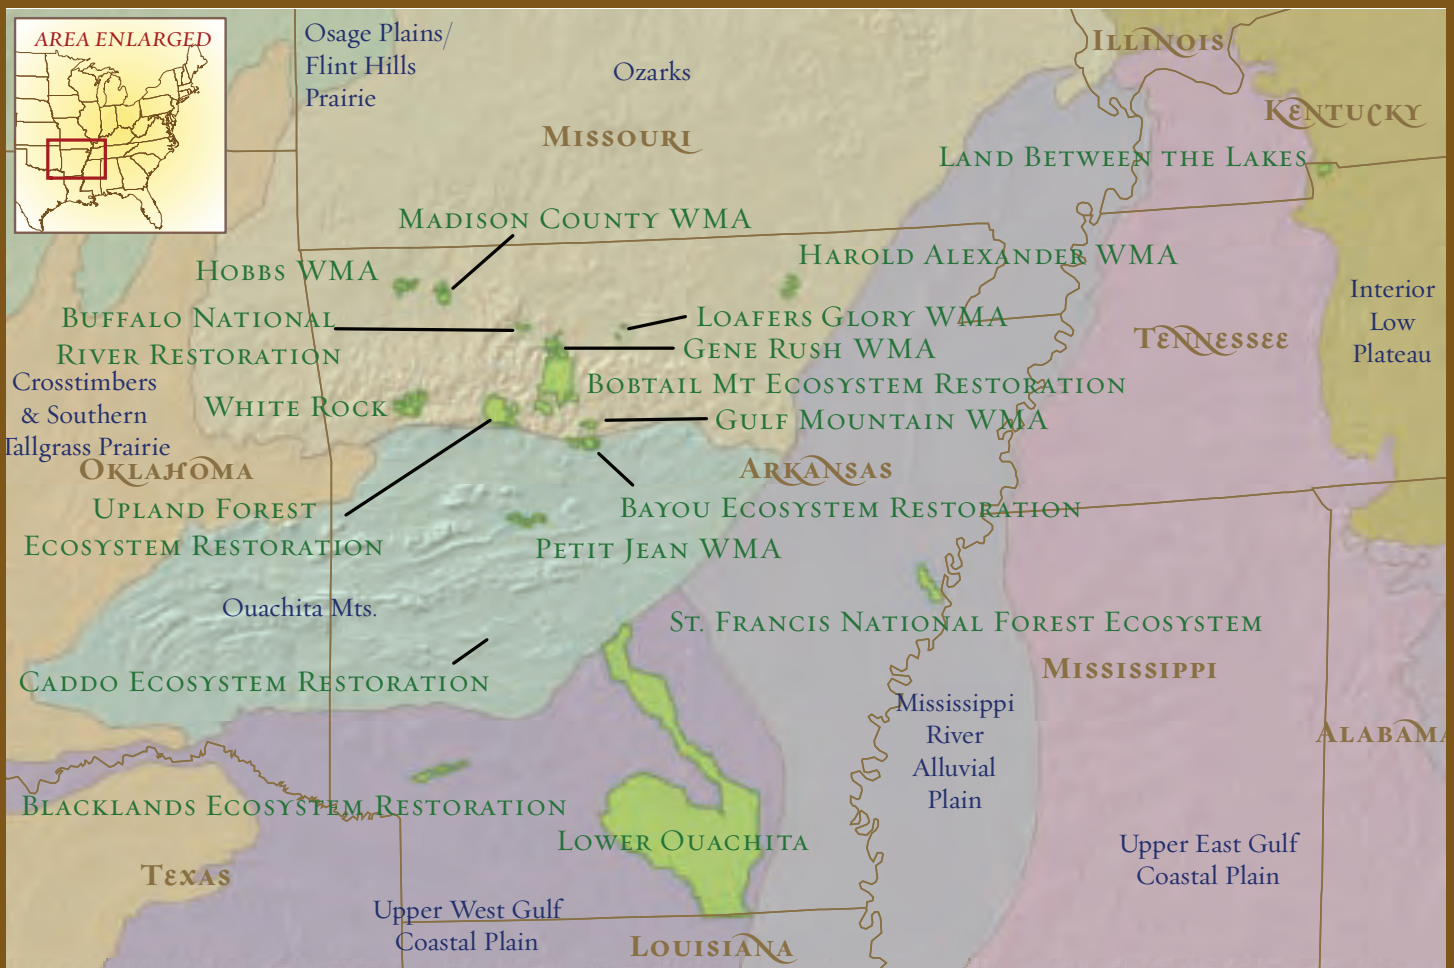 AREA ENLARGED
Osage Plains/
Flint Hills
Prairie
Ozarks
ILLINOIS
KENTUCKY
MISSOURI
LAND BETWEEN THE LAKES
MADISON COUNTY WMA
HAROLD ALEXANDER WMA
HOBBS WMA
Interior
Low
Plateau
BUFFALO NATIONAL
RIVER RESTORATION
LOAFERS GLORY WMA
TENNESSEE
GENE RUSH WMA
Crosstimbers
& Southern
Tallgrass Prairie
BOBTAIL MT ECOSYSTEM RESTORATION
WHITE ROCK
GULF MOUNTAIN WMA
OKLAHOMA
ARKANSAS
UPLAND FOREST
ECOSYSTEM RESTORATION
BAYOU ECOSYSTEM RESTORATION
PETIT JEAN WMA
Ouachita Mts.
ST. FRANCIS NATIONAL FOREST ECOSYSTEM
CADDO ECOSYSTEM RESTORATION
MISSISSIPPI
Mississippi
River
Alluvial
Plain
ALABAMA
BLACKLANDS ECOSYSTEM RESTORATION
LOWER OUACHITA
Upper East Gulf
Coastal Plain
TEXAS
Upper West Gulf
Coastal Plain
LOUISIANA